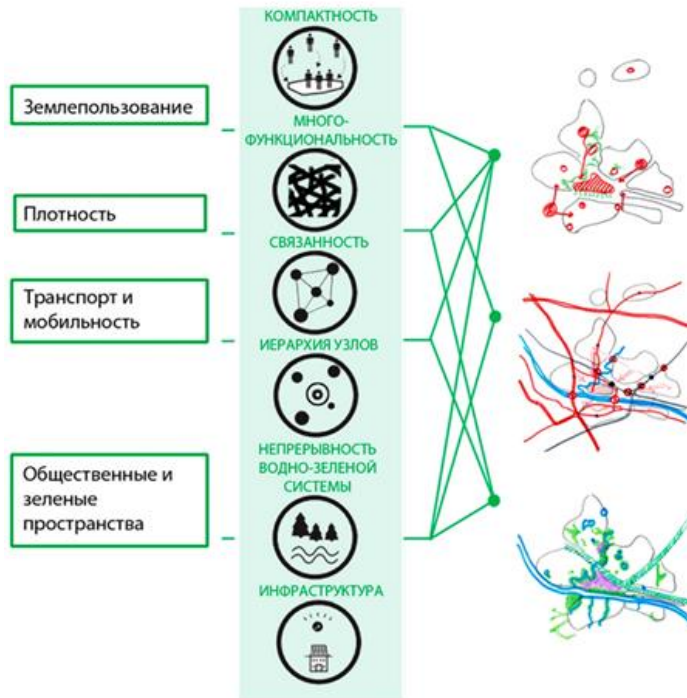 КОМПАКТНОСТЬ
Землепользование
МНОГО-
ФУНКЦИОНАЛЬНОСТЬ
Плотность
СВЯЗАННОСТЬ
Транспорт и
мобильность
ИЕРАРХИЯ УЗЛОВ
НЕПРЕРЫВНОСТЬ
ВОДНО-ЗЕЛЕНОЙ
СИСТЕМЫ
Общественные и
зеленые
пространства
ИНФРАСТРУКТУРА